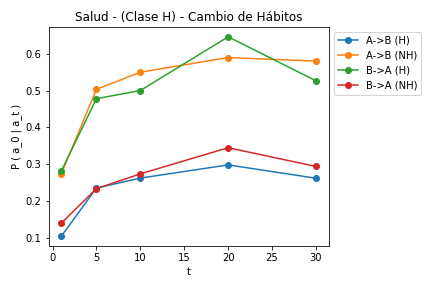 Salud - (Clase H) - Cambio de Hábitos
P ( a_0 | a_t )
0.6
0.5
0.4
0.3
0.2
0.1
0 5 10 15 20 25 30
t
A->B (H)
A->B (NH)
B->A (H)
B->A (NH)